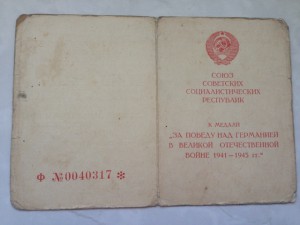 Ф №0040317 *
СОЮЗ
СОВЕТСКИХ
СОЦИАЛИСТИЧЕСКИХ
РЕСПУБЛИК
К МЕДАЛИ
„ЗА ПОБЕДУ НАД ГЕРМАНИЕЙ
В ВЕЛИКОЙ ОТЕЧЕСТВЕННОЙ
ВОЙНЕ 1941—1945 гг."